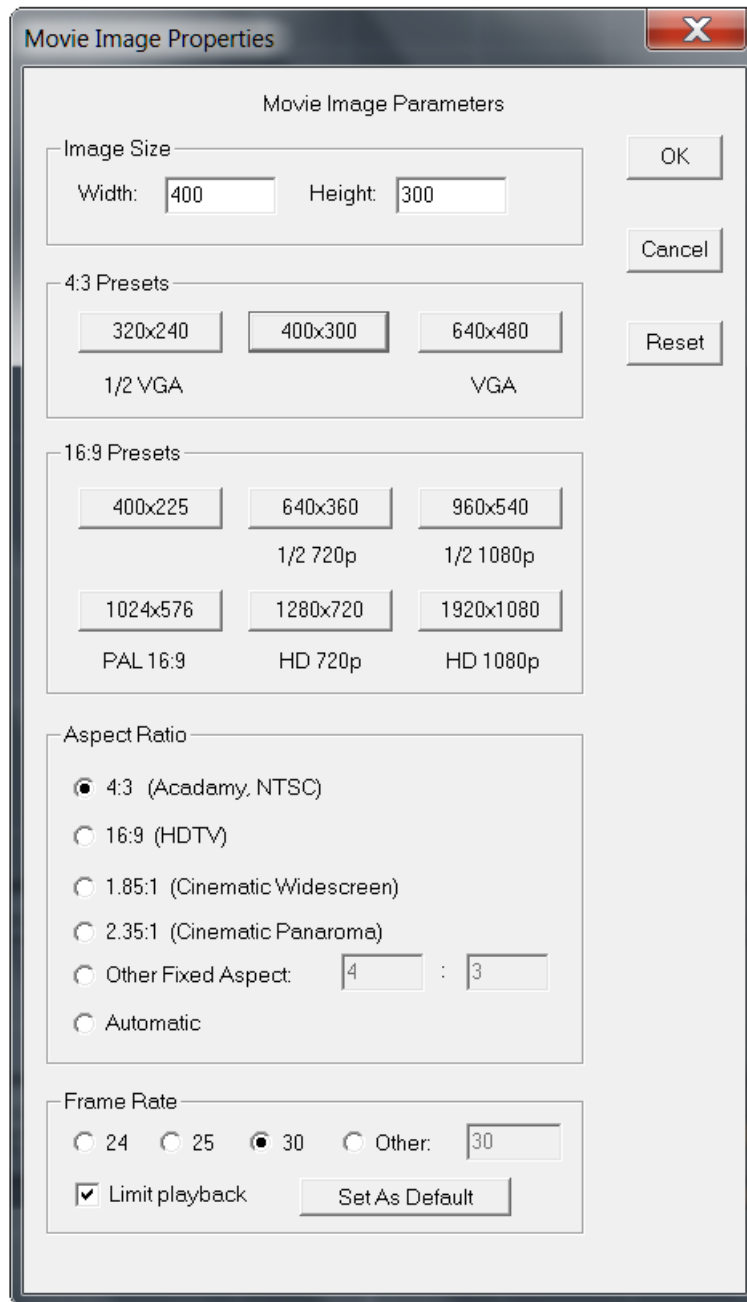 Movie Image Properties
Movie Image Parameters
Image Size
Width: 400 Height: 300
OK
Cancel
Reset
4:3 Presets
320x240 400x300 640x480
1/2 VGA VGA
16:9 Presets
400x225 640x360 960x540
1/2 720p 1/2 1080p
1024x576 1280x720 1920x1080
PAL 16:9 HD 720p HD 1080p
Aspect Ratio
4:3 (Acadamy, NTSC)
16:9 (HDTV)
1.85:1 (Cinematic Widescreen)
2.35:1 (Cinematic Panaroma)
Other Fixed Aspect: 4 : 3
Automatic
Frame Rate
24 25 30 Other: 30
Limit playback Set As Default